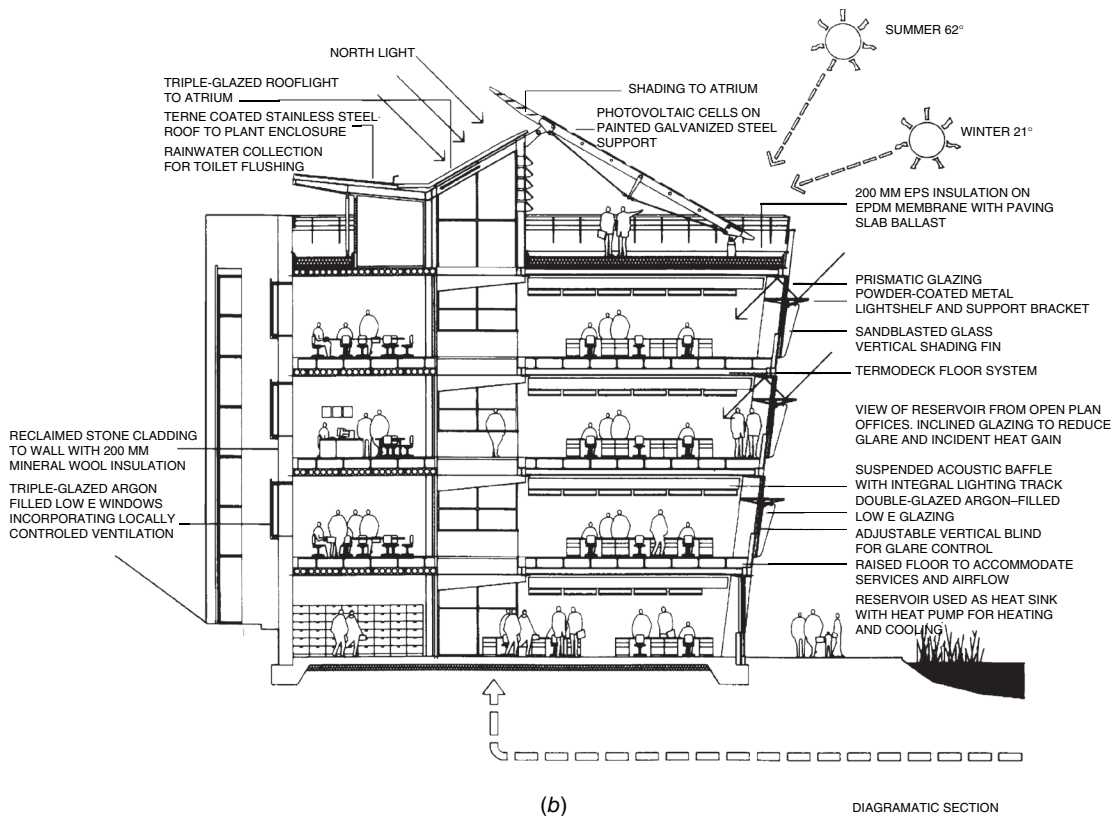 SUMMER 62°
NORTH LIGHT
TRIPLE-GLAZED ROOFLIGHT
TO ATRIUM
TERNE COATED STAINLESS STEEL
ROOF TO PLANT ENCLOSURE
RAINWATER COLLECTION
FOR TOILET FLUSHING
SHADING TO ATRIUM
PHOTOVOLTAIC CELLS ON
PAINTED GALVANIZED STEEL
SUPPORT
WINTER 21°
200 MM EPS INSULATION ON
EPDM MEMBRANE WITH PAVING
SLAB BALLAST
PRISMATIC GLAZING
POWDER-COATED METAL
LIGHTSHELF AND SUPPORT BRACKET
SANDBLASTED GLASS
VERTICAL SHADING FIN
TERMODECK FLOOR SYSTEM
VIEW OF RESERVOIR FROM OPEN PLAN
OFFICES. INCLINED GLAZING TO REDUCE
GLARE AND INCIDENT HEAT GAIN
RECLAIMED STONE CLADDING
TO WALL WITH 200 MM
MINERAL WOOL INSULATION
TRIPLE-GLAZED ARGON
FILLED LOW E WINDOWS
INCORPORATING LOCALLY
CONTROLED VENTILATION
SUSPENDED ACOUSTIC BAFFLE
WITH INTEGRAL LIGHTING TRACK
DOUBLE-GLAZED ARGON–FILLED
LOW E GLAZING
ADJUSTABLE VERTICAL BLIND
FOR GLARE CONTROL
RAISED FLOOR TO ACCOMMODATE
SERVICES AND AIRFLOW
RESERVOIR USED AS HEAT SINK
WITH HEAT PUMP FOR HEATING
AND COOLING
(b)
DIAGRAMATIC SECTION